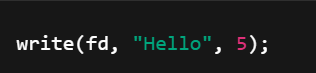 write(fd, "Hello", 5);